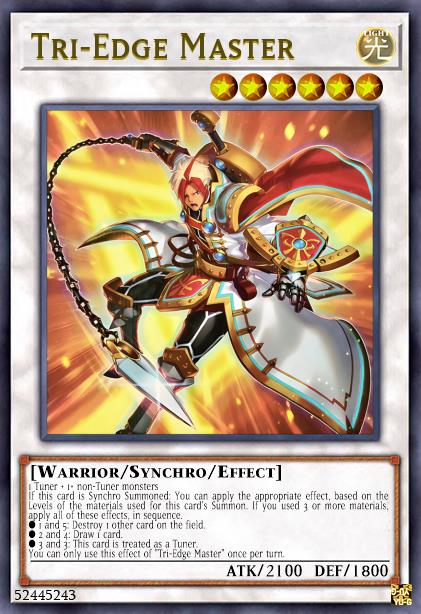 Tri-Edge Master
LIGHT
光
[Warrior/Synchro/Effect]
1 Tuner + 1+ non-Tuner monsters
If this card is Synchro Summoned: You can apply the appropriate effect, based on the
Levels of the materials used for this card's Summon. If you used 3 or more materials,
apply all of these effects, in sequence.
● 1 and 5: Destroy 1 other card on the field.
● 2 and 4: Draw 1 card.
● 3 and 3: This card is treated as a Tuner.
You can only use this effect of "Tri-Edge Master" once per turn.
ATK/2100 DEF/1800
52445243